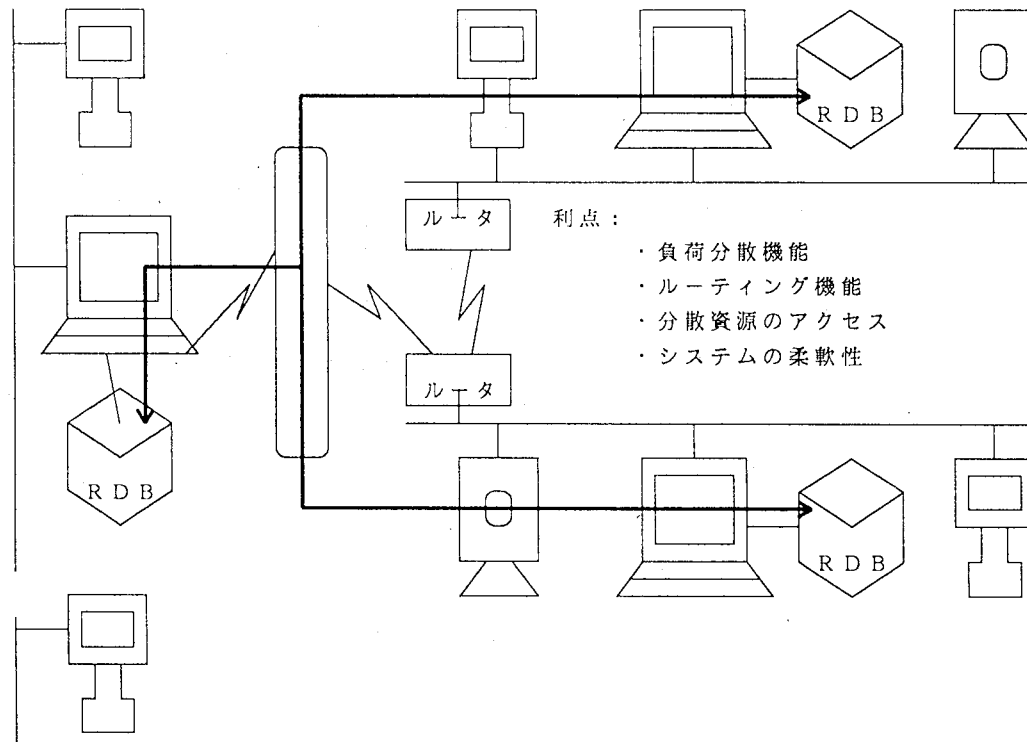 RDB
ルータ
利点：
・負荷分散機能
・ルーティング機能
・分散資源のアクセス
・システムの柔軟性
ルータ
RDB
RDB